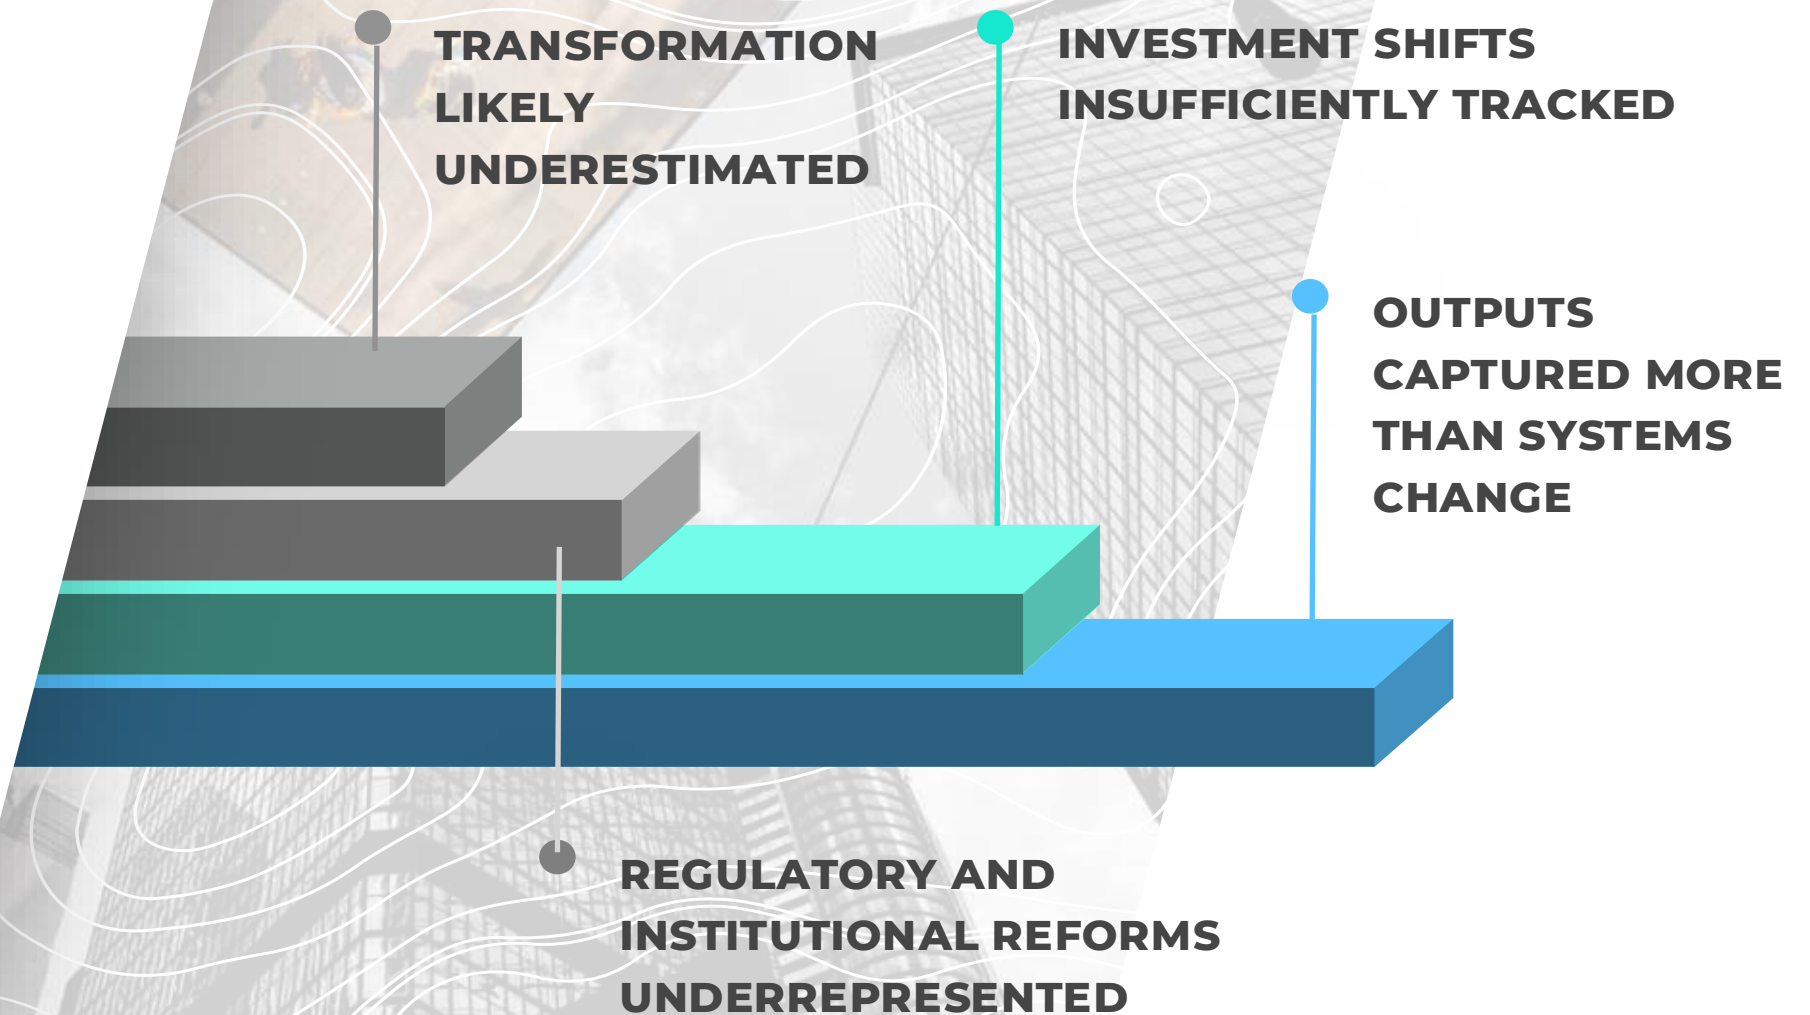 TRANSFORMATION
LIKELY
UNDERESTIMATED
INVESTMENT SHIFTS
INSUFFICIENTLY TRACKED
OUTPUTS
CAPTURED MORE
THAN SYSTEMS
CHANGE
REGULATORY AND
INSTITUTIONAL REFORMS
UNDERREPRESENTED